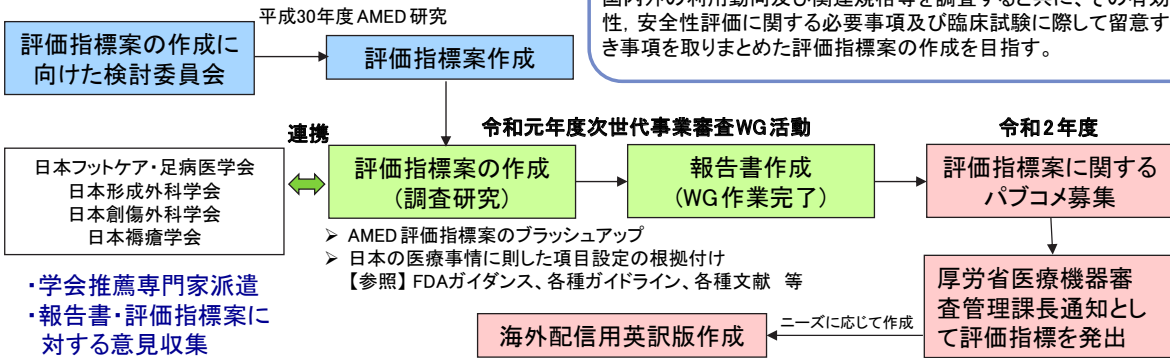 国内外の利用動向及び関連規格等を調査すると共に、その有効
性，安全性評価に関する必要事項及び臨床試験に際して留意す
き事項を取りまとめた評価指標案の作成を目指す。
平成30年度 AMED 研究
評価指標案の作成に
向けた検討委員会
評価指標案作成
連携
令和元年度次世代事業審査WG活動
令和2年度
日本フットケア・足病医学会
日本形成外科学会
日本創傷外科学会
日本褥瘡学会
評価指標案の作成
(調査研究)
報告書作成
(WG作業完了)
評価指標案に関する
パブコメ募集
➢ AMED 評価指標案のブラッシュアップ
➢ 日本の医療事情に則した項目設定の根拠付け
【参照】 FDAガイダンス、各種ガイドライン、各種文献 等
・学会推薦専門家派遣
・報告書・評価指標案に
対する意見収集
厚労省医療機器審
査管理課長通知とし
て評価指標を発出
ニーズに応じて作成
海外配信用英訳版作成